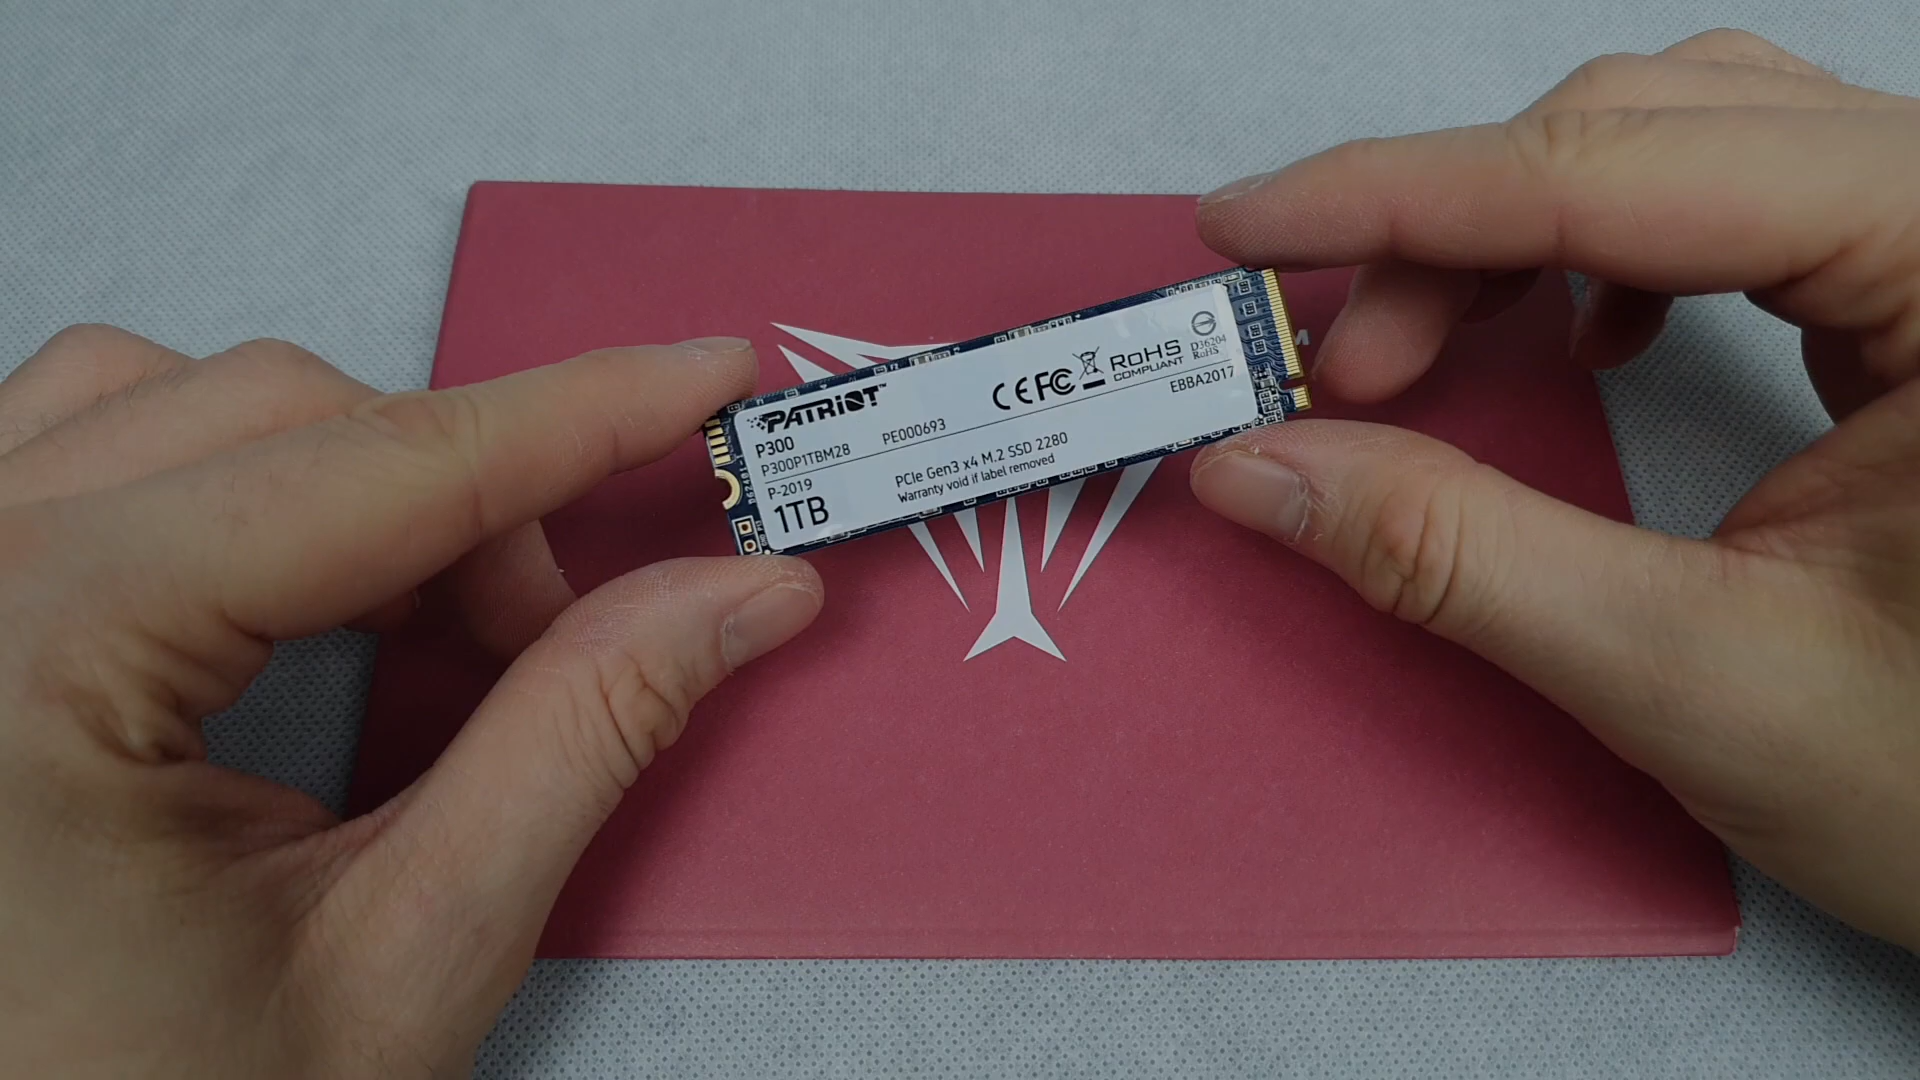 PATRIOT™
P300
P300P1TBM28
PE000693
CE FC
RoHS
COMPLIANT
D36204
RoHS
EBBA2017
P-2019
1TB
PCIe Gen3 x4 M.2 SSD 2280
Warranty void if label removed
M